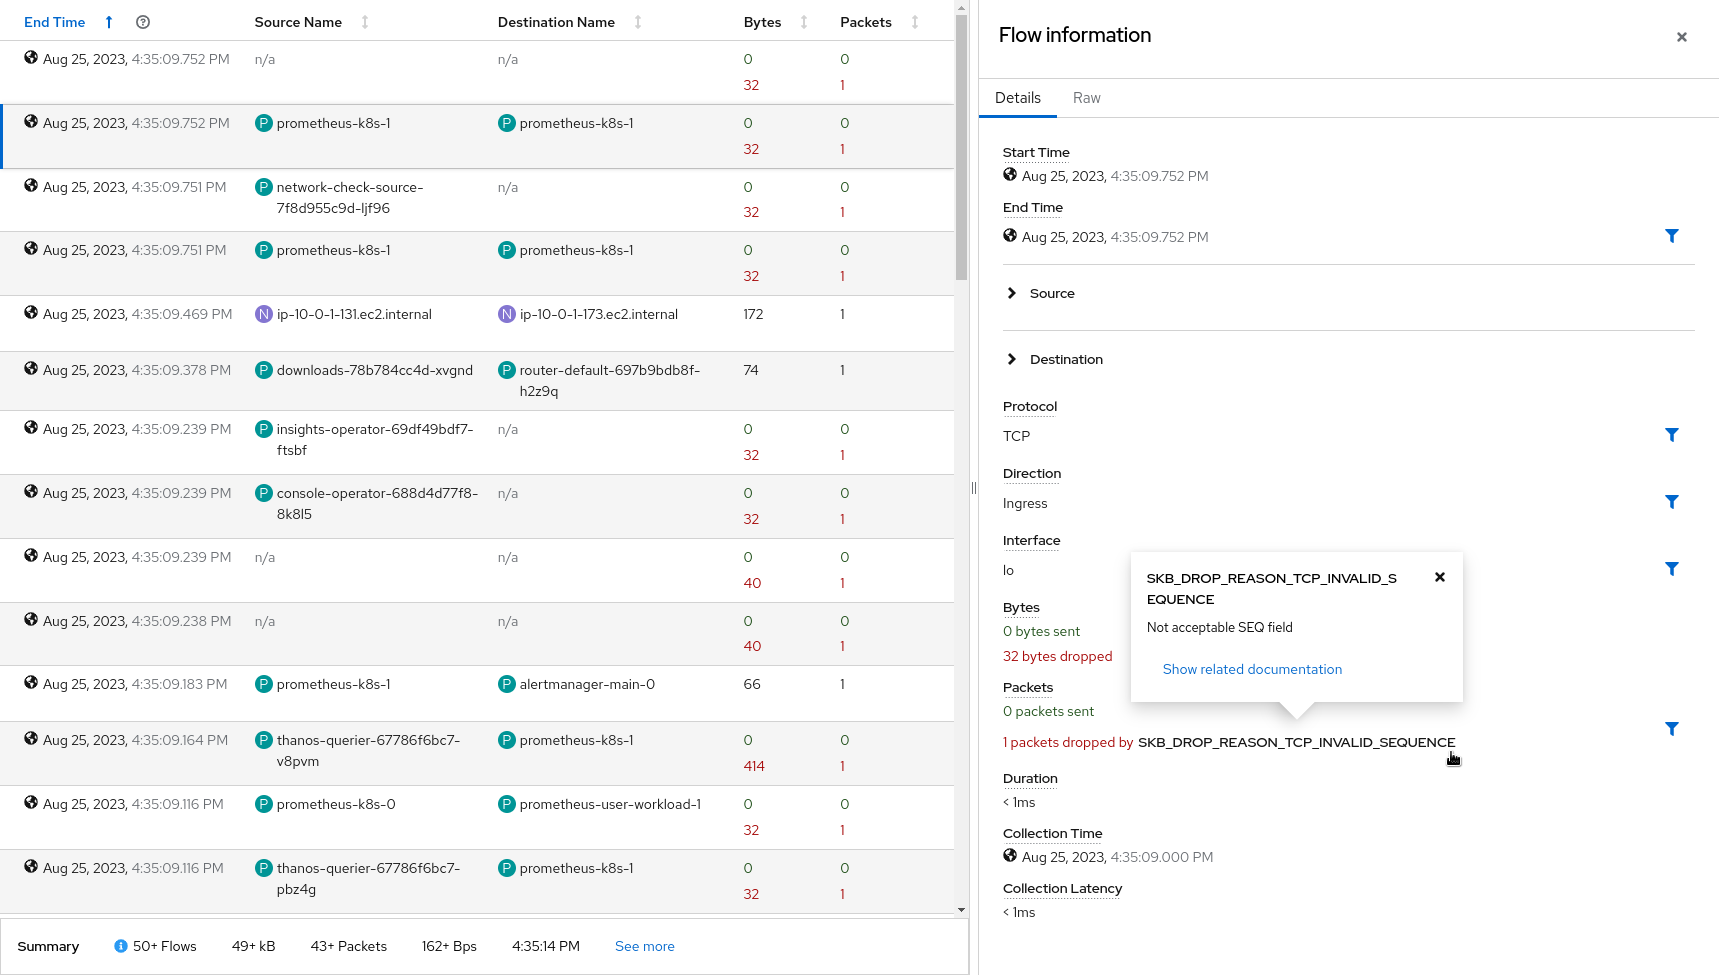 End Time Source Name Destination Name Bytes Packets
Aug 25, 2023, 4:35:09.752 PM n/a n/a 0 0
32 1
Aug 25, 2023, 4:35:09.752 PM P prometheus-k8s-1 P prometheus-k8s-1 0 0
32 1
Aug 25, 2023, 4:35:09.751 PM P network-check-source- n/a 0 0
7f8d955c9d-ljf96 32 1
Aug 25, 2023, 4:35:09.751 PM P prometheus-k8s-1 P prometheus-k8s-1 0 0
32 1
Aug 25, 2023, 4:35:09.469 PM N ip-10-0-1-131.ec2.internal N ip-10-0-1-173.ec2.internal 172 1
Aug 25, 2023, 4:35:09.378 PM P downloads-78b784cc4d-xvgnd P router-default-697b9bdb8f- 74 1
h2z9q
Aug 25, 2023, 4:35:09.239 PM P insights-operator-69df49bdf7- n/a 0 0
ftsbf 32 1
Aug 25, 2023, 4:35:09.239 PM P console-operator-688d4d77f8- n/a 0 0
8k8l5 32 1
Aug 25, 2023, 4:35:09.239 PM n/a n/a 0 0
40 1
Aug 25, 2023, 4:35:09.238 PM n/a n/a 0 0
40 1
Aug 25, 2023, 4:35:09.183 PM P prometheus-k8s-1 P alertmanager-main-0 66 1
Aug 25, 2023, 4:35:09.164 PM P thanos-querier-67786f6bc7- P prometheus-k8s-1 0 0
v8pvm 414 1
Aug 25, 2023, 4:35:09.116 PM P prometheus-k8s-0 P prometheus-user-workload-1 0 0
32 1
Aug 25, 2023, 4:35:09.116 PM P thanos-querier-67786f6bc7- P prometheus-k8s-1 0 0
pbz4g 32 1
Summary 50+ Flows 49+ kB 43+ Packets 162+ Bps 4:35:14 PM See more
Flow information
Details Raw
Start Time
Aug 25, 2023, 4:35:09.752 PM
End Time
Aug 25, 2023, 4:35:09.752 PM
Source
Destination
Protocol
TCP
Direction
Ingress
Interface
lo
SKB_DROP_REASON_TCP_INVALID_S
EQUENCE
Not acceptable SEQ field
Show related documentation
Bytes
0 bytes sent
32 bytes dropped
Packets
0 packets sent
1 packets dropped by SKB_DROP_REASON_TCP_INVALID_SEQUENCE
Duration
< 1ms
Collection Time
Aug 25, 2023, 4:35:09.000 PM
Collection Latency
< 1ms